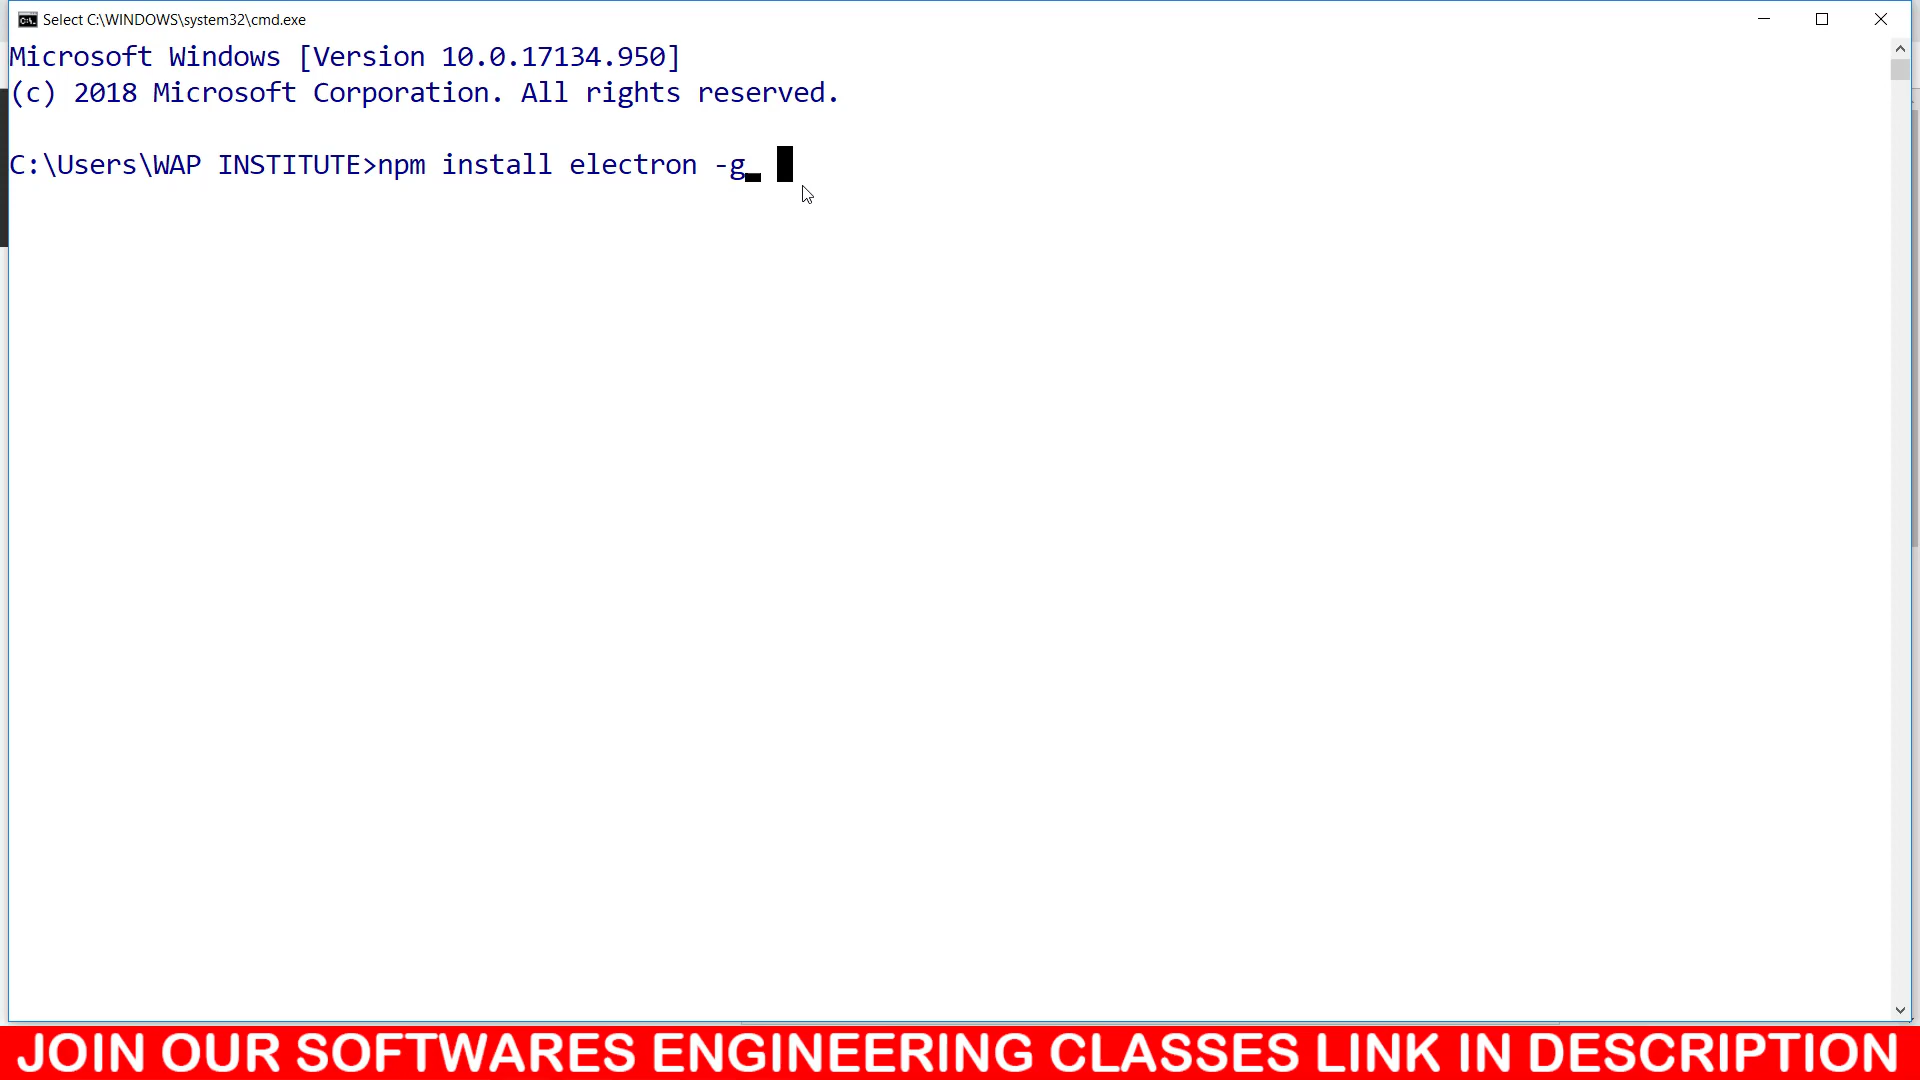 Select C:\WINDOWS\system32\cmd.exe
Microsoft Windows [Version 10.0.17134.950]
(c) 2018 Microsoft Corporation. All rights reserved.
C:\Users\WAP INSTITUTE>npm install electron -g
JOIN OUR SOFTWARES ENGINEERING CLASSES LINK IN DESCRIPTION